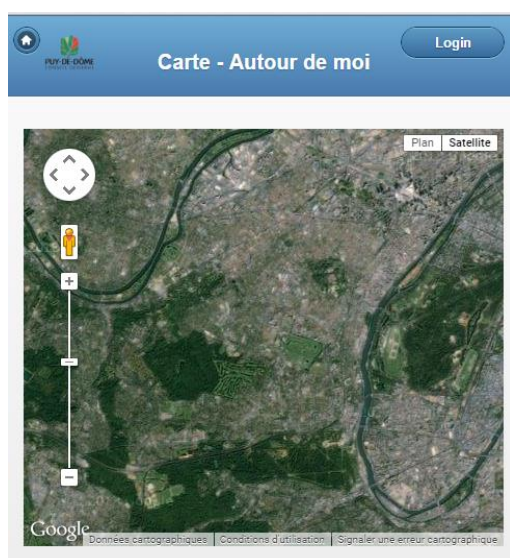 Login
PUY-DE-DÔME
Carte - Autour de moi
Plan Satellite
Google
Données cartographiques Conditions d'utilisation Signaler une erreur cartographique